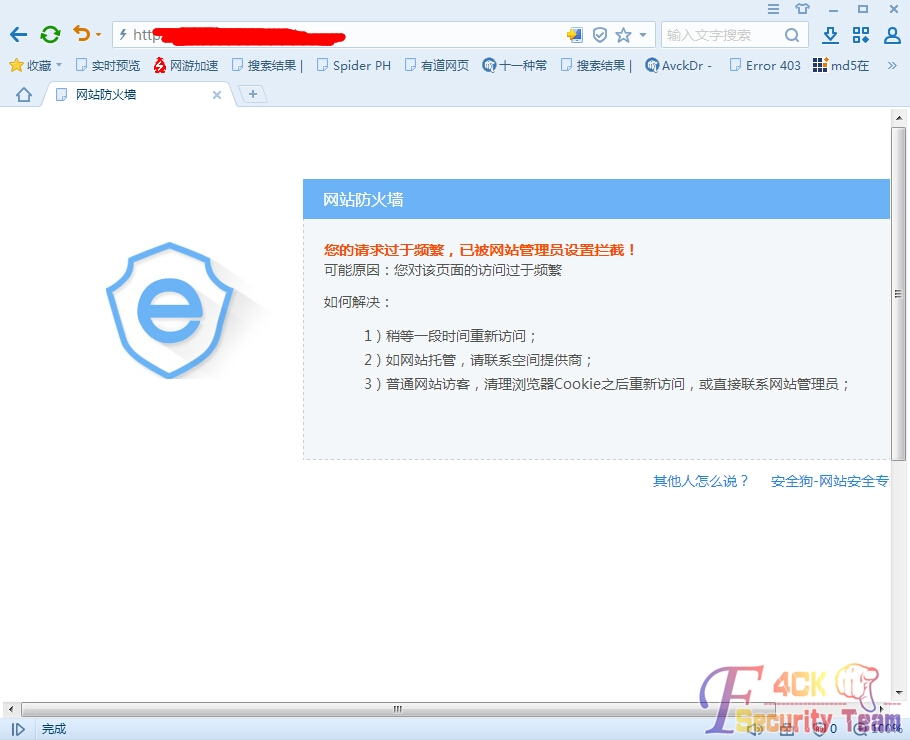 http
输入文字搜索
收藏 实时预览 网游加速 搜索结果 | Spider PH 有道网页 十一种常 搜索结果 | AvckDr - Error 403 md5在 »
网站防火墙
网站防火墙
您的请求过于频繁，已被网站管理员设置拦截！
可能原因：您对该页面的访问过于频繁
如何解决：
1）稍等一段时间重新访问；
2）如网站托管，请联系空间提供商；
3）普通网站访客，清理浏览器Cookie之后重新访问，或直接联系网站管理员；
其他人怎么说？ 安全狗-网站安全专
F4CK
Security Team
完成
0
100%